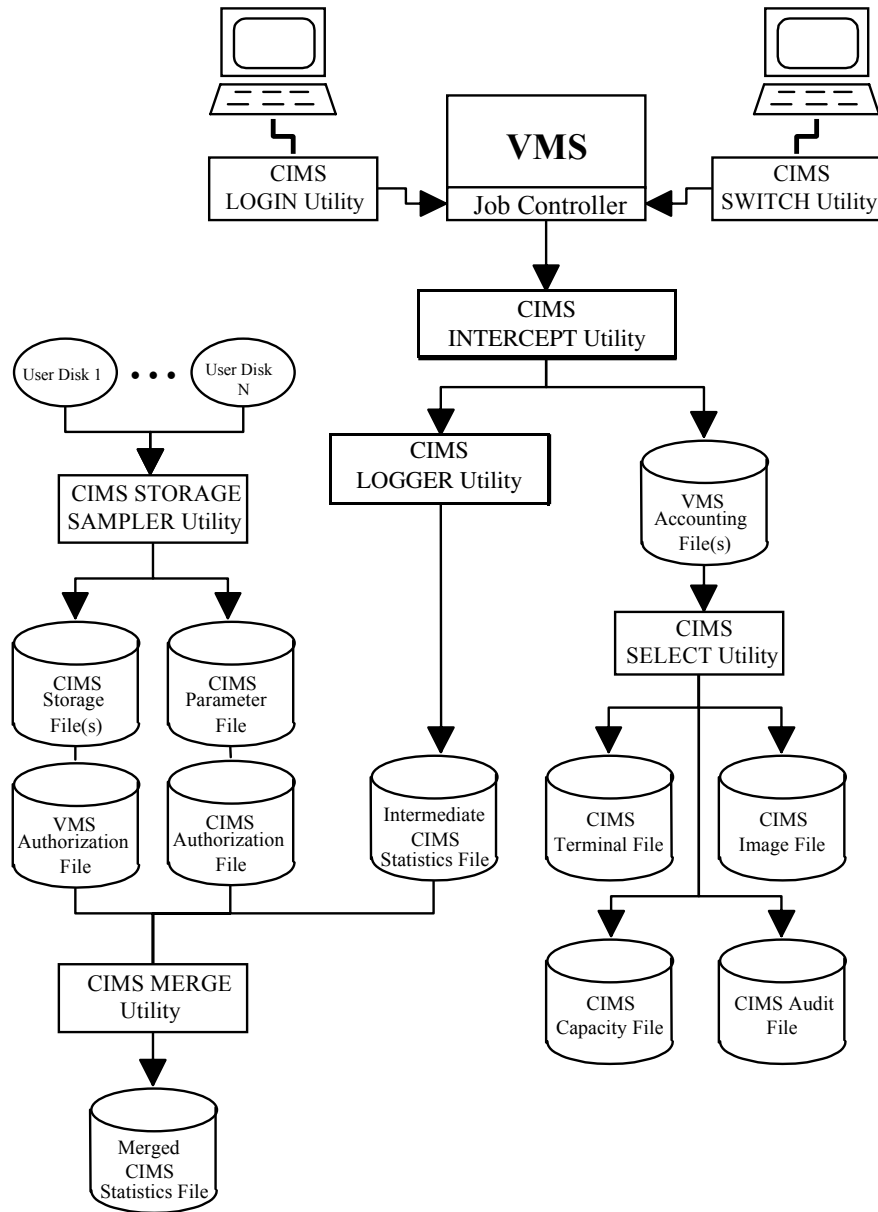 VMS
Job Controller
CIMS
LOGIN Utility
CIMS
SWITCH Utility
CIMS
INTERCEPT Utility
User Disk 1
User Disk
N
CIMS
LOGGER Utility
VMS
Accounting
File(s)
CIMS STORAGE
SAMPLER Utility
CIMS
SELECT Utility
CIMS
Storage
File(s)
CIMS
Parameter
File
VMS
Authorization
File
CIMS
Authorization
File
Intermediate
CIMS
Statistics File
CIMS
Terminal File
CIMS
Image File
CIMS MERGE
Utility
CIMS
Capacity File
CIMS Audit
File
Merged
CIMS
Statistics File